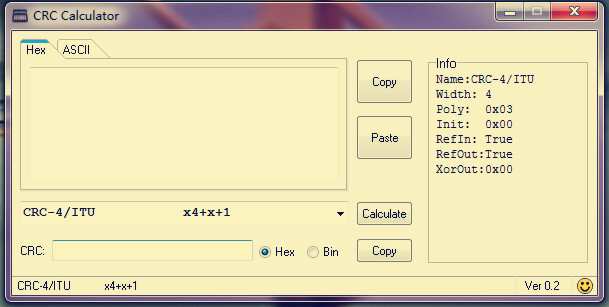 CRC Calculator
Hex ASCII
Copy
Paste
Info
Name:CRC-4/ITU
Width: 4
Poly: 0x03
Init: 0x00
RefIn: True
RefOut:True
XorOut:0x00
CRC-4/ITU x4+x+1
Calculate
CRC: Hex Bin Copy
CRC-4/ITU x4+x+1 Ver 0.2